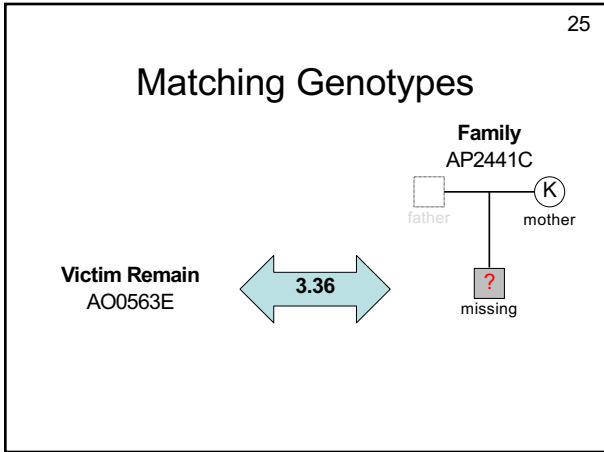 25
Matching Genotypes
Family
AP2441C
K
father
mother
Victim Remain
AO0563E
3.36
?
missing